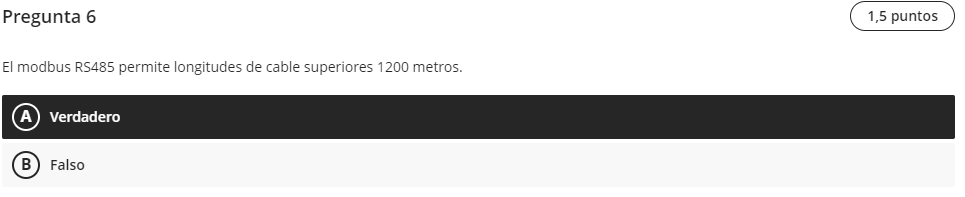 Pregunta 6
1,5 puntos
El modbus RS485 permite longitudes de cable superiores 1200 metros.
A Verdadero
B Falso